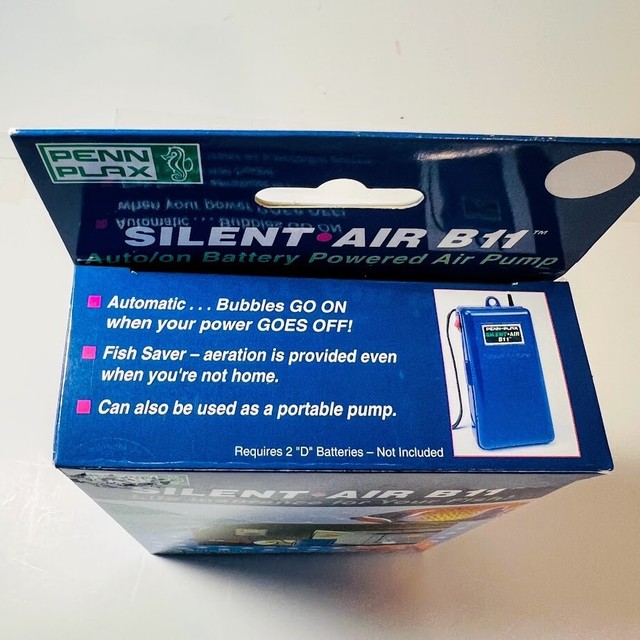 PENN
PLAX
SILENT•AIR B11™
Auto/on Battery Powered Air Pump
Automatic . . . Bubbles GO ON
when your power GOES OFF!
Fish Saver – aeration is provided even
when you're not home.
Can also be used as a portable pump.
PENN-PLAX
SILENT•AIR
B11™
Requires 2 "D" Batteries – Not Included
SILENT•AIR B11